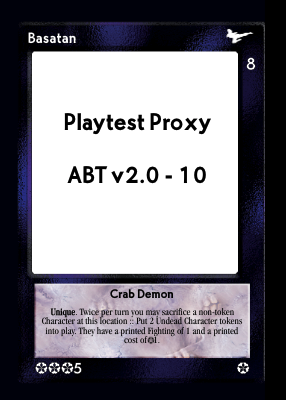 Basatan
8
Playtest Proxy
ABT v2.0 - 10
Crab Demon
Unique. Twice per turn you may sacrifice a non-token
Character at this location :: Put 2 Undead Character tokens
into play. They have a printed Fighting of 1 and a printed
cost of✪1.
✪✪✪5 ✪